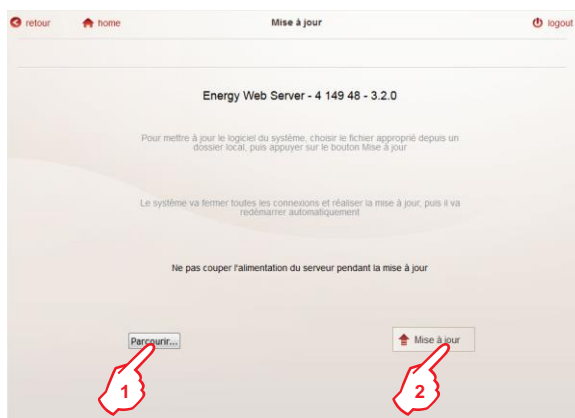 retour home Mise à jour logout
Energy Web Server - 4 149 48 - 3.2.0
Pour mettre à jour le logiciel du système, choisir le fichier approprié depuis un
dossier local, puis appuyer sur le bouton Mise à jour
Le système va fermer toutes les connexions et réaliser la mise à jour, puis il va
redémarrer automatiquement
Ne pas couper l'alimentation du serveur pendant la mise à jour
Parcourir... Mise à jour
1 2